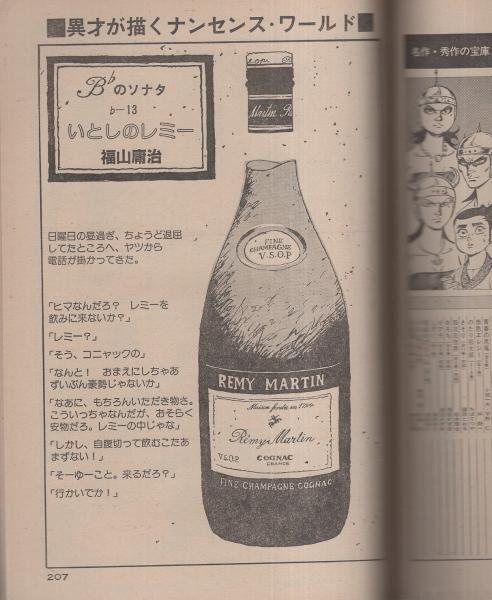 ■異才が描くナンセンス・ワールド■
B♭のソナタ
♭−13
いとしのレミー
福山庸治
日曜日の昼過ぎ、ちょうど退屈
してたところへ、ヤツから
電話が掛かってきた。
「ヒマなんだろ? レミーを
飲みに来ないか?」
「レミー?」
「そう、コニャックの」
「なんと! おまえにしちゃあ
ずいぶん豪勢じゃないか」
「なあに、もちろんいただき物さ。
こういっちゃなんだが、おそらく
安物だろ。レミーの中じゃな」
「しかし、自腹切って飲むこたあ
まずない!」
「そーゆーこと。来るだろ?」
「行かいでか!」
207
Martin
FINE
CHAMPAGNE
V.S.O.P
REMY MARTIN
Maison fondée en 1724
Rémy Martin
V.S.O.P
COGNAC
FRANCE
FINE CHAMPAGNE COGNAC
名作・秀作の宝庫